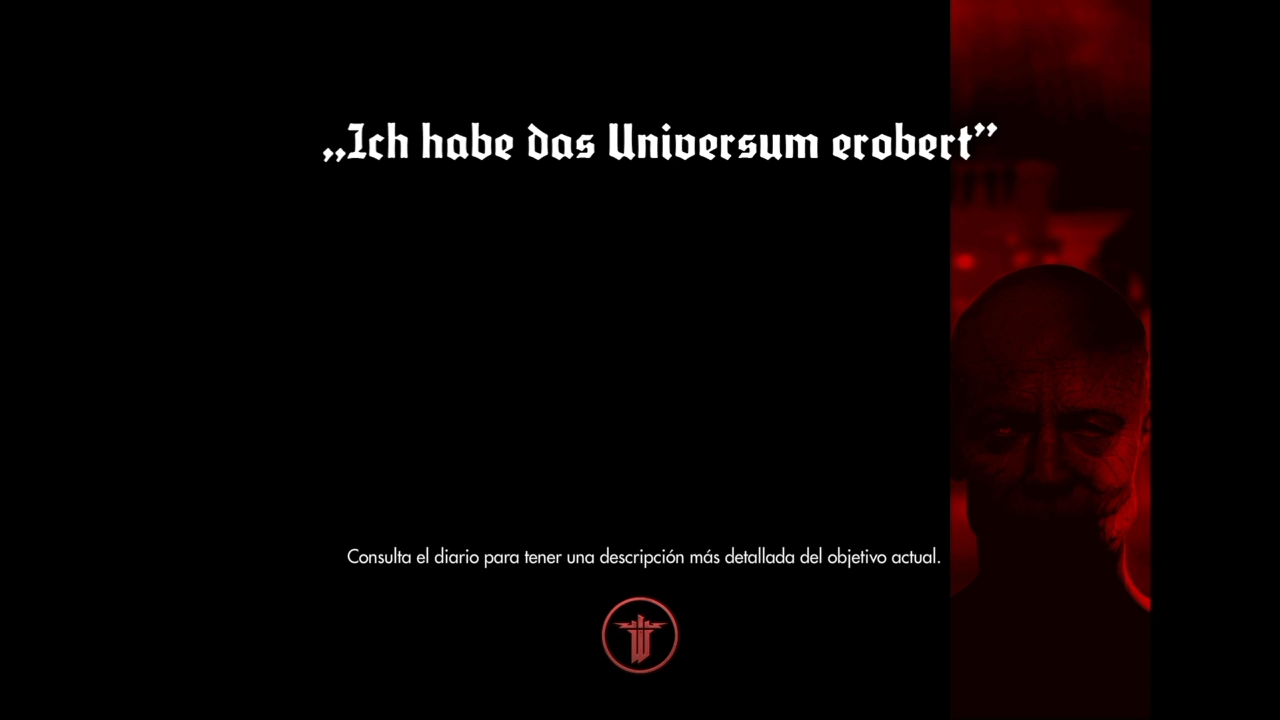 „Ich habe das Universum erobert”
Consulta el diario para tener una descripción más detallada del objetivo actual.